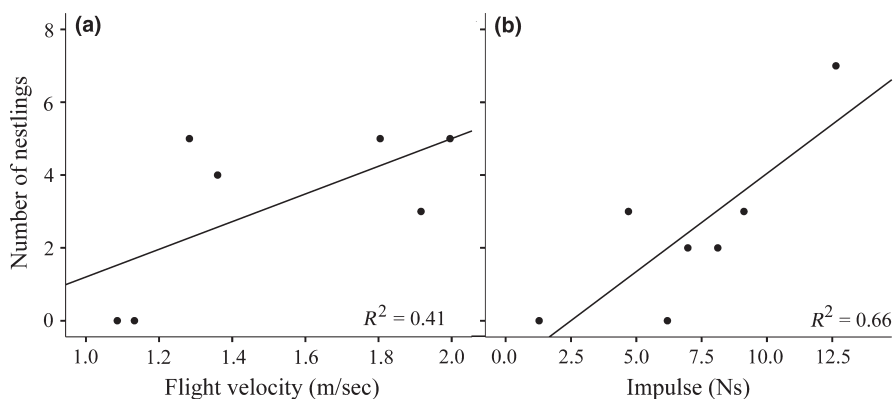 (a)
(b)
Number of nestlings
8
6
4
2
0
R² = 0.41
R² = 0.66
1.0 1.2 1.4 1.6 1.8 2.0
0.0 2.5 5.0 7.5 10.0 12.5
Flight velocity (m/sec)
Impulse (Ns)